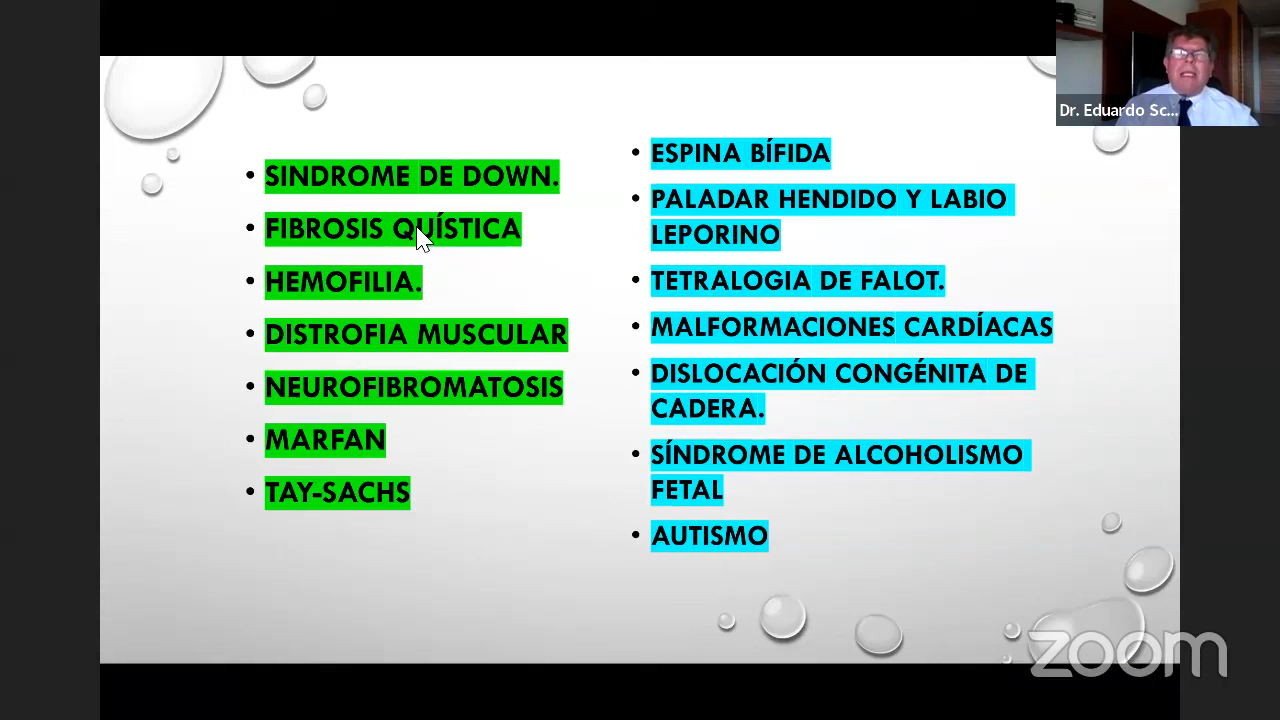 SINDROME DE DOWN.
FIBROSIS QUÍSTICA
HEMOFILIA.
DISTROFIA MUSCULAR
NEUROFIBROMATOSIS
MARFAN
TAY-SACHS
ESPINA BÍFIDA
PALADAR HENDIDO Y LABIO
LEPORINO
TETRALOGIA DE FALOT.
MALFORMACIONES CARDÍACAS
DISLOCACIÓN CONGÉNITA DE
CADERA.
SÍNDROME DE ALCOHOLISMO
FETAL
AUTISMO
Dr. Eduardo Sc...
zoom